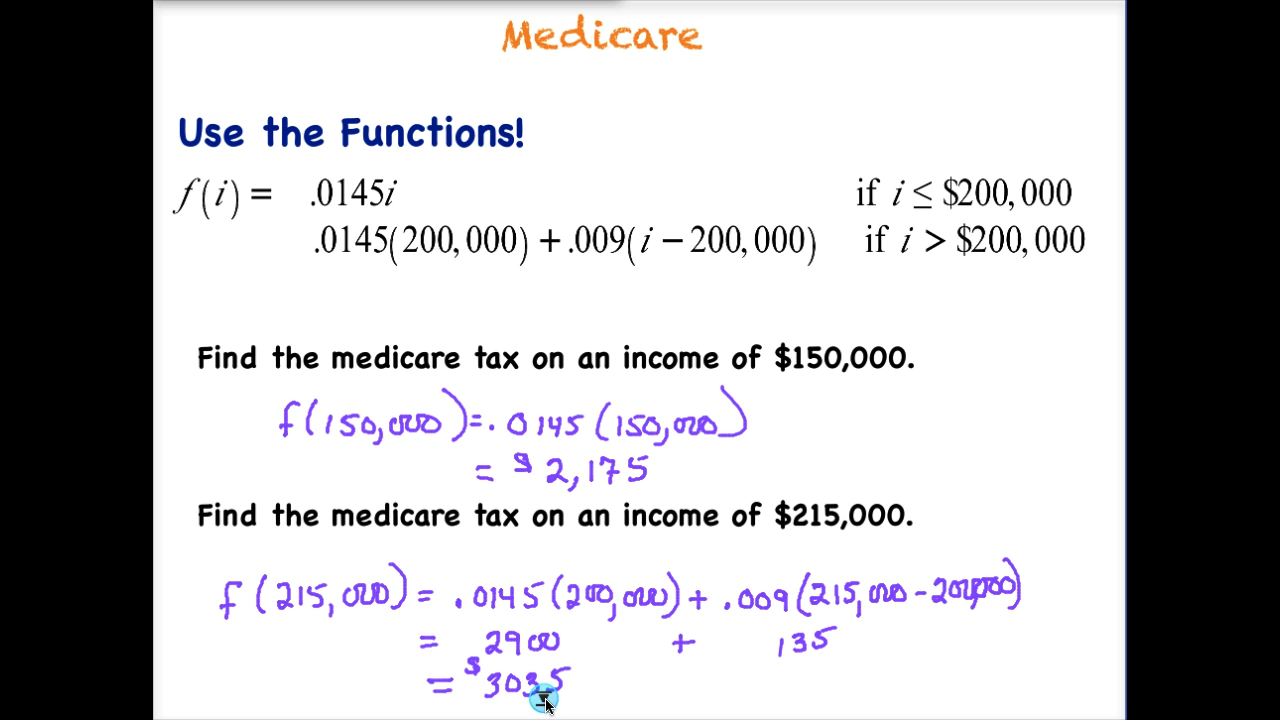 Medicare
Use the Functions!
f(i) = .0145i if i ≤ $200,000
.0145(200,000) + .009(i − 200,000) if i > $200,000
Find the medicare tax on an income of $150,000.
f(150,000) = .0145(150,000)
= $2,175
Find the medicare tax on an income of $215,000.
f(215,000) = .0145(200,000) + .009(215,000 - 200,000)
= 2900 + 135
= $3035